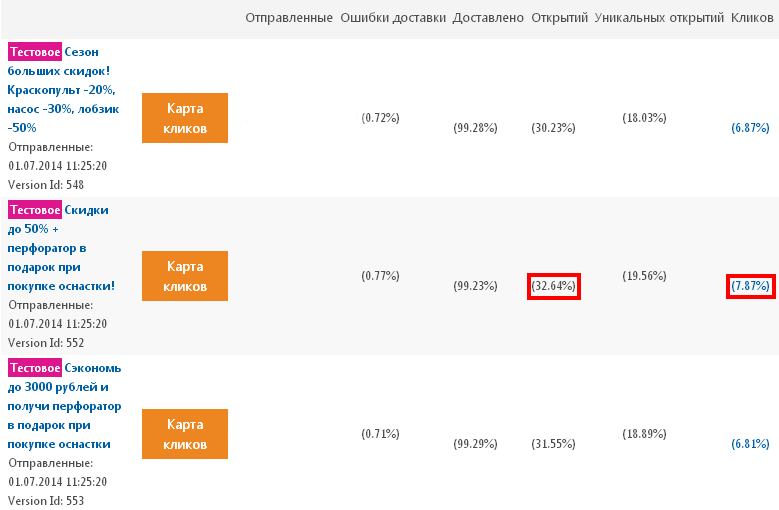 Отправленные Ошибки доставки Доставлено Открытий Уникальных открытий Кликов
Тестовое Сезон
больших скидок!
Краскопульт -20%,
насос -30%, лобзик
-50%
Отправленные:
01.07.2014 11:25:20
Version Id: 548
Карта
кликов
(0.72%)
(99.28%)
(30.23%)
(18.03%)
(6.87%)
Тестовое Скидки
до 50% +
перфоратор в
подарок при
покупке оснастки!
Отправленные:
01.07.2014 11:25:20
Version Id: 552
Карта
кликов
(0.77%)
(99.23%)
(32.64%)
(19.56%)
(7.87%)
Тестовое Сэкономь
до 3000 рублей и
получи перфоратор
в подарок при
покупке оснастки
Отправленные:
01.07.2014 11:25:20
Version Id: 553
Карта
кликов
(0.71%)
(99.29%)
(31.55%)
(18.89%)
(6.81%)